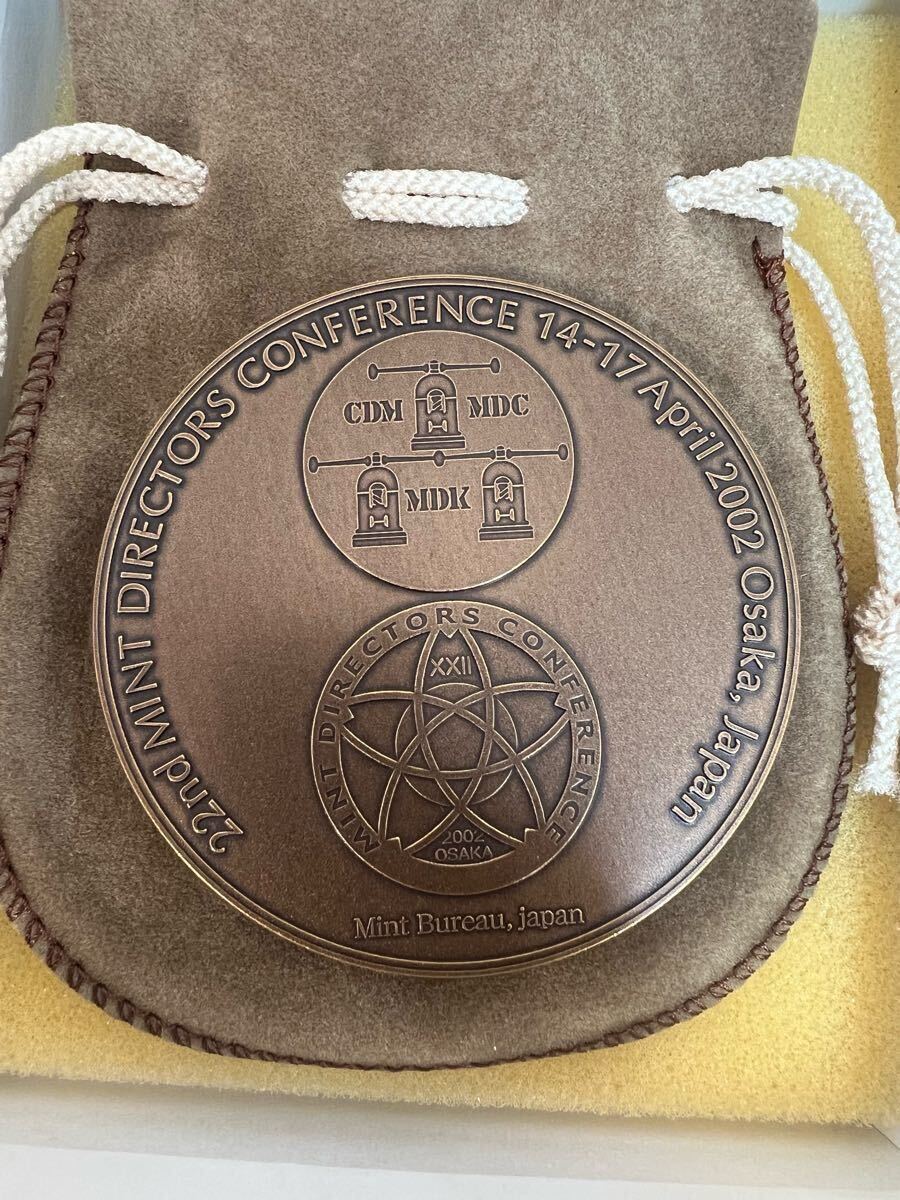 22nd MINT DIRECTORS CONFERENCE 14-17 April 2002 Osaka, Japan
CDM MDC
MDK
MINT DIRECTORS CONFERENCE
XXII
2002
OSAKA
Mint Bureau, japan